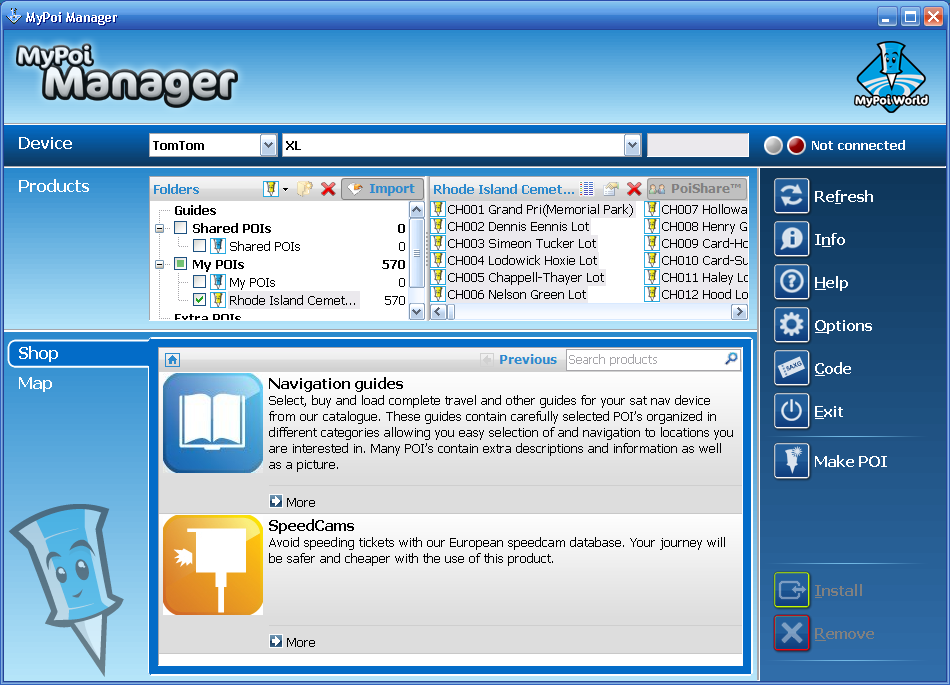 MyPoi Manager
MyPoi
Manager
MyPoiWorld
Device
TomTom
XL
Not connected
Products
Folders
Import
Guides
Shared POIs 0
Shared POIs 0
My POIs 570
My POIs 0
Rhode Island Cemet... 570
Extra POIs
Rhode Island Cemet...
PoiShare™
CH001 Grand Pri(Memorial Park)
CH002 Dennis Eennis Lot
CH003 Simeon Tucker Lot
CH004 Lodowick Hoxie Lot
CH005 Chappell-Thayer Lot
CH006 Nelson Green Lot
CH007 Hollowa
CH008 Henry G
CH009 Card-Ho
CH010 Card-Su
CH011 Haley Lo
CH012 Hood Lo
Refresh
Info
Help
Options
Code
Exit
Make POI
Install
Remove
Shop
Map
Previous
Search products
Navigation guides
Select, buy and load complete travel and other guides for your sat nav device
from our catalogue. These guides contain carefully selected POI's organized in
different categories allowing you easy selection of and navigation to locations you
are interested in. Many POI's contain extra descriptions and information as well
as a picture.
More
SpeedCams
Avoid speeding tickets with our European speedcam database. Your journey will
be safer and cheaper with the use of this product.
More